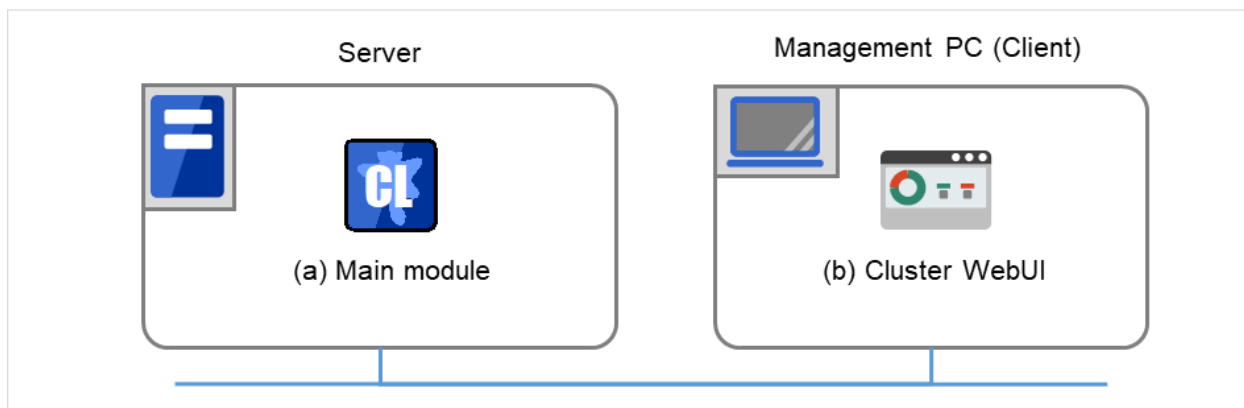 Server
Management PC (Client)
CL
(a) Main module
(b) Cluster WebUI